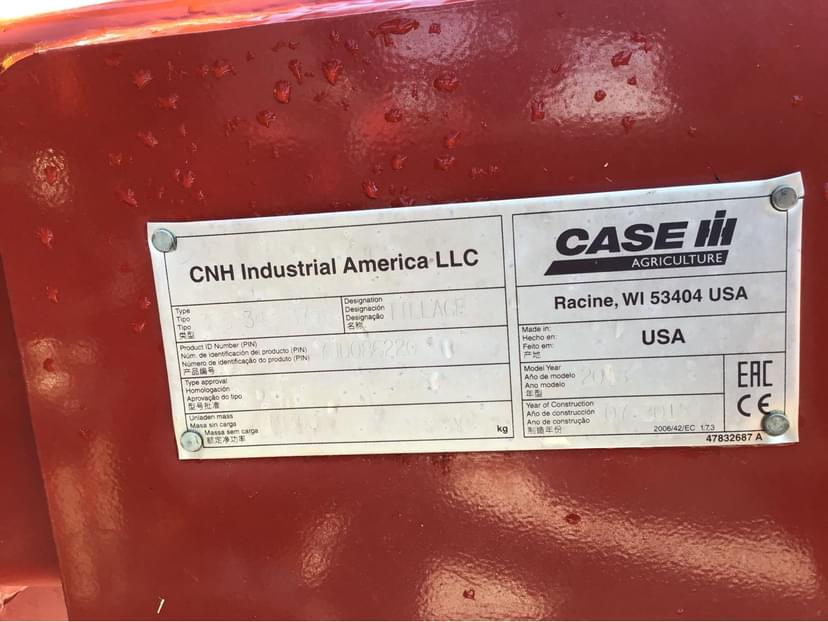 CNH Industrial America LLC
Type
Tipo
Tipo
类型
Designation
Designación
Designação
名称
TILLAGE
Product ID Number (PIN)
Núm. de identificación del producto (PIN)
Número de identificação do produto (PIN)
产品编号
Type approval
Homologación
Aprovação do tipo
型号批准
Unladen mass
Masa sin carga
Massa sem carga
额定净功率
kg
CASE IH
AGRICULTURE
Racine, WI 53404 USA
Made in:
Hecho en:
Feito em:
产地
USA
Model Year
Año de modelo
Ano modelo
年型
Year of Construction
Año de construcción
Ano de construção
制造年份
EAC
CE
2006/42/EC 1.7.3
47832687 A